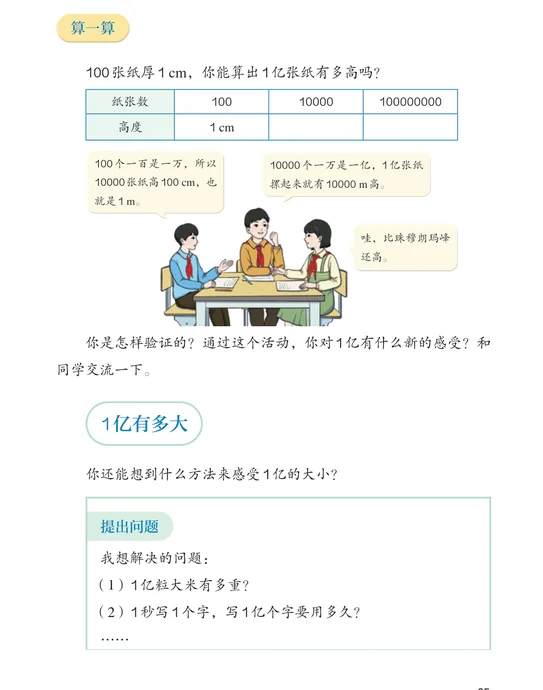 算一算
100张纸厚1 cm，你能算出1亿张纸有多高吗？
纸张数 100 10000 100000000
高度 1 cm
100个一百是一万，所以
10000张纸高100 cm，也
就是1 m。
10000个一万是一亿，1亿张纸
摞起来就有10000 m高。
哇，比珠穆朗玛峰
还高。
你是怎样验证的？通过这个活动，你对1亿有什么新的感受？和
同学交流一下。
1亿有多大
你还能想到什么方法来感受1亿的大小？
提出问题
我想解决的问题：
（1）1亿粒大米有多重？
（2）1秒写1个字，写1亿个字要用多久？
……